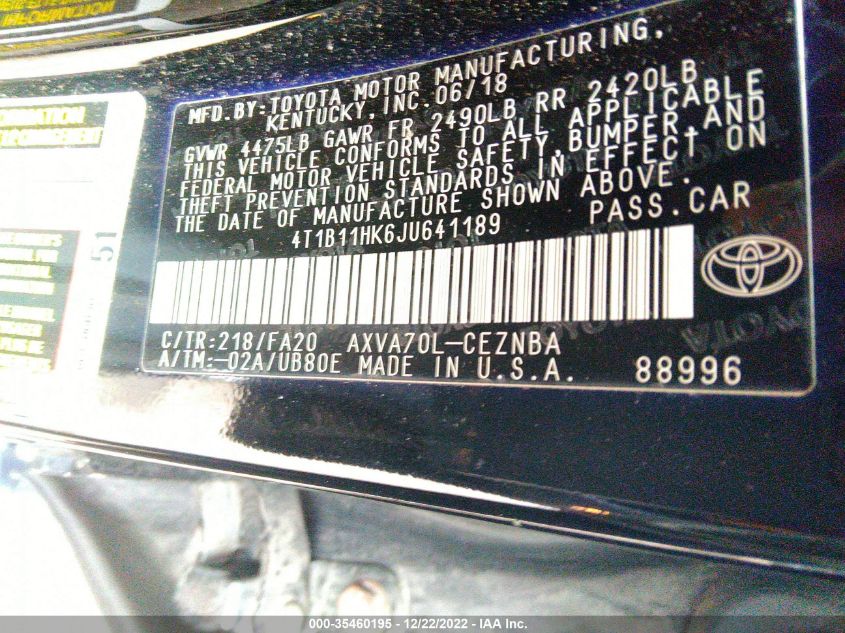 MFD.BY:TOYOTA MOTOR MANUFACTURING,
KENTUCKY, INC. 06/18
GVWR 4475LB GAWR FR 2490LB RR 2420LB
THIS VEHICLE CONFORMS TO ALL APPLICABLE
FEDERAL MOTOR VEHICLE SAFETY, BUMPER, AND
THEFT PREVENTION STANDARDS IN EFFECT ON
THE DATE OF MANUFACTURE SHOWN ABOVE.
4T1B11HK6JU641189 PASS.CAR
C/TR:218/FA20 AXVA70L-CEZNBA
A/TM:-02A/UB80E MADE IN U.S.A. 88996
TOYOTA
51
000-35460195 - 12/22/2022 - IAA Inc.